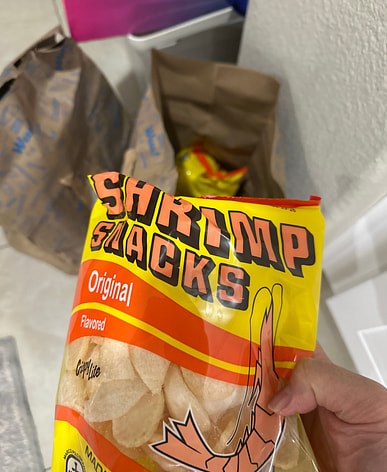 SHRIMP
SNACKS
Original
Flavored